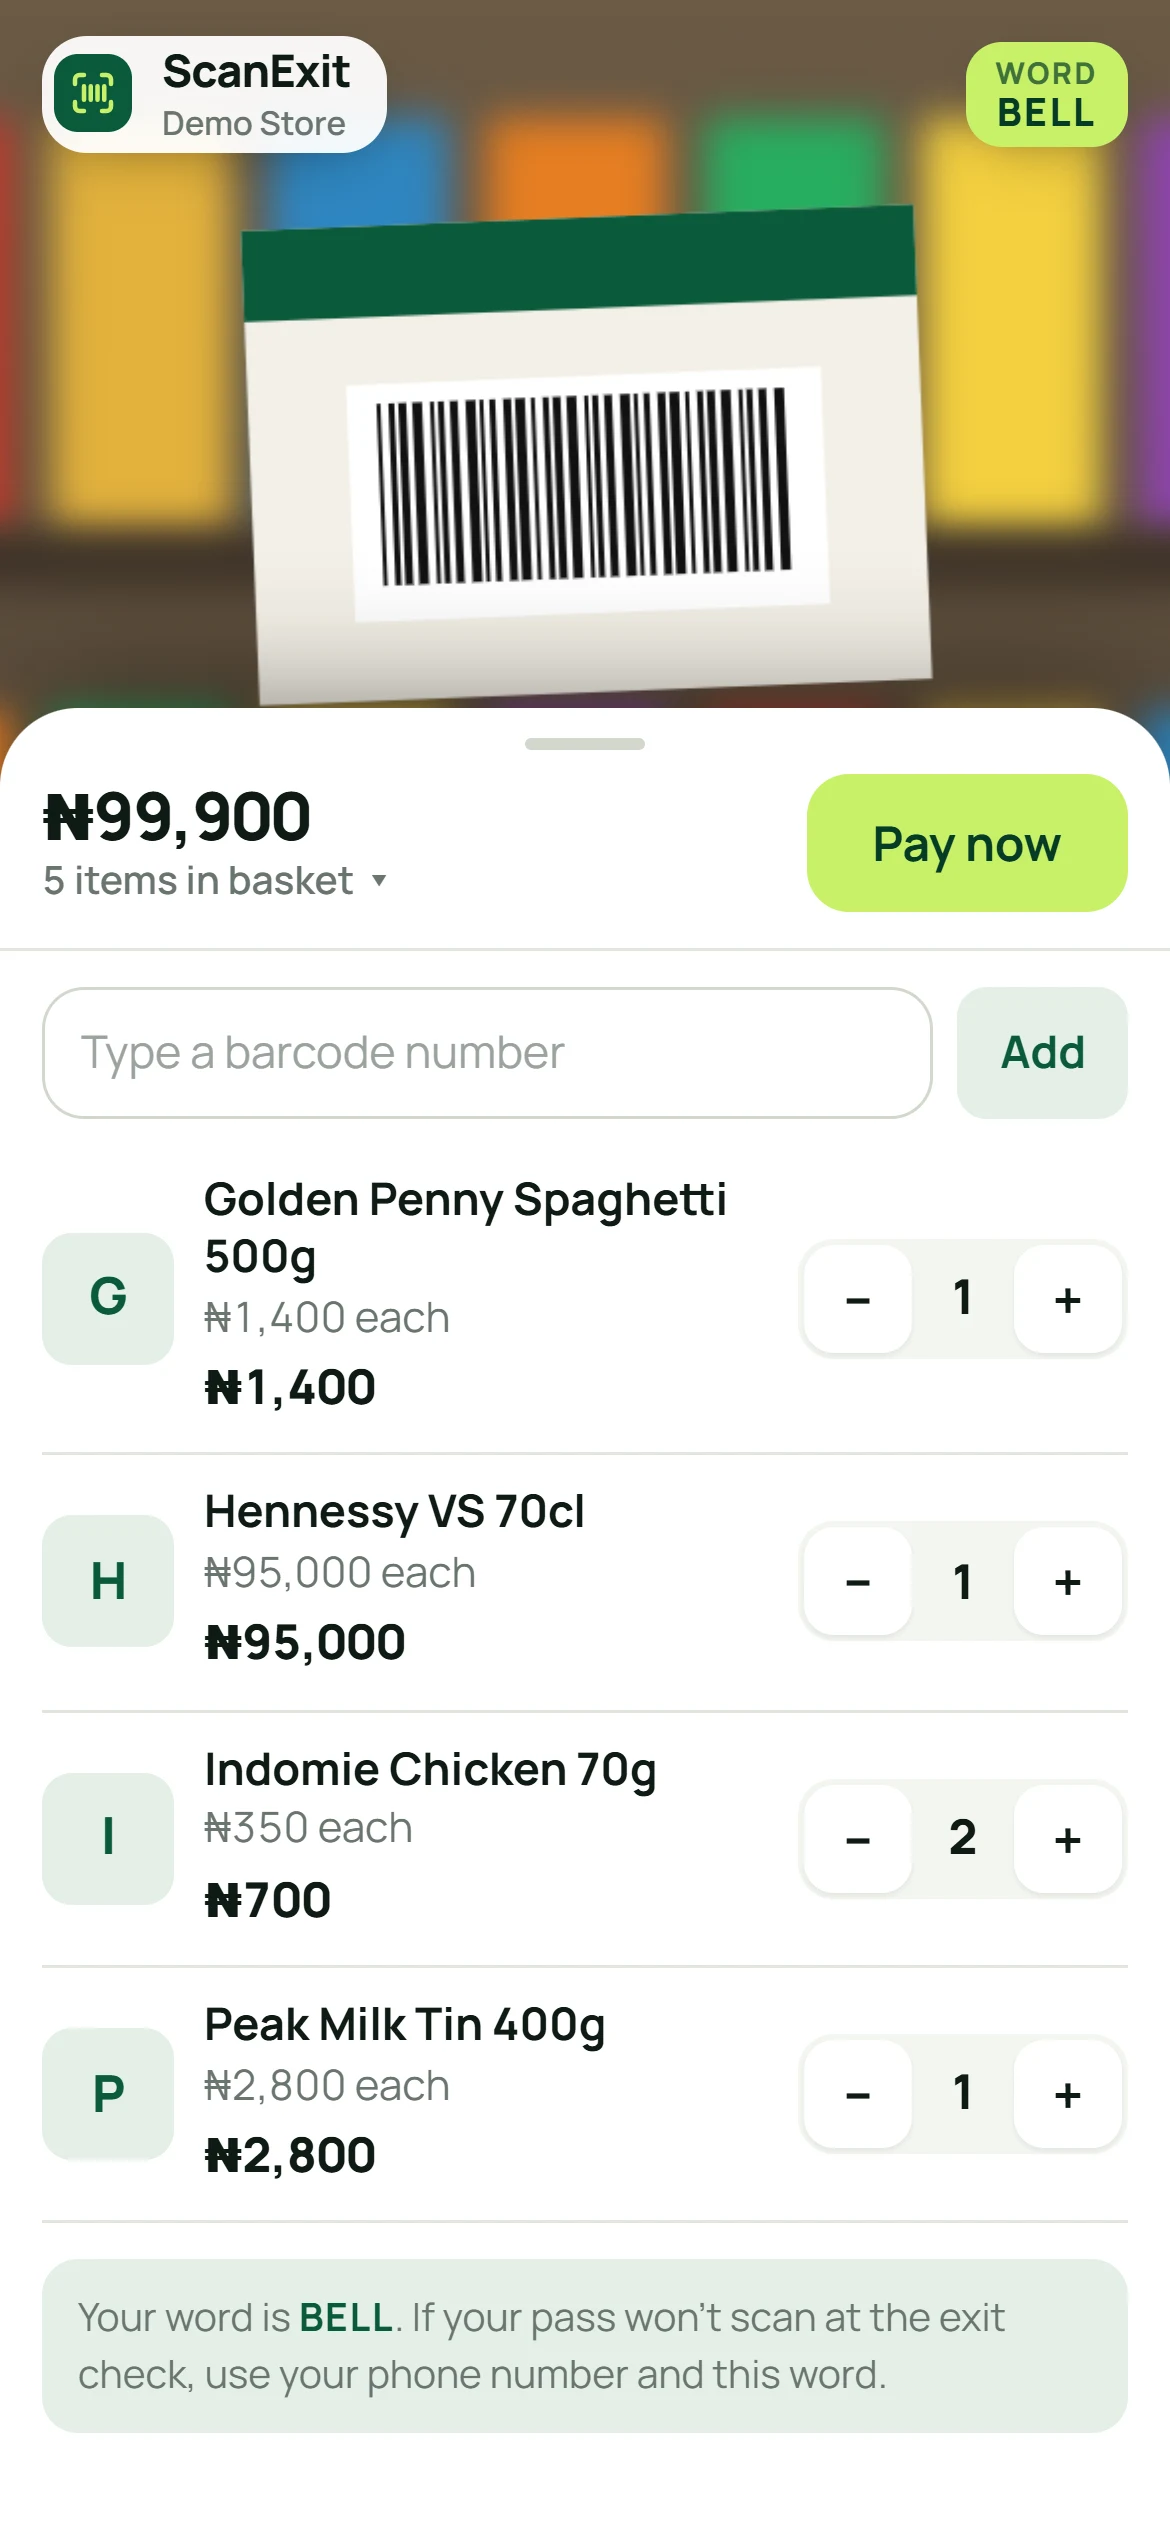 ScanExit
Demo Store
WORD
BELL
₦99,900
5 items in basket ▼
Pay now
Type a barcode number
Add
G
Golden Penny Spaghetti
500g
₦1,400 each
₦1,400
− 1 +
H
Hennessy VS 70cl
₦95,000 each
₦95,000
− 1 +
I
Indomie Chicken 70g
₦350 each
₦700
− 2 +
P
Peak Milk Tin 400g
₦2,800 each
₦2,800
− 1 +
Your word is BELL. If your pass won’t scan at the exit
check, use your phone number and this word.